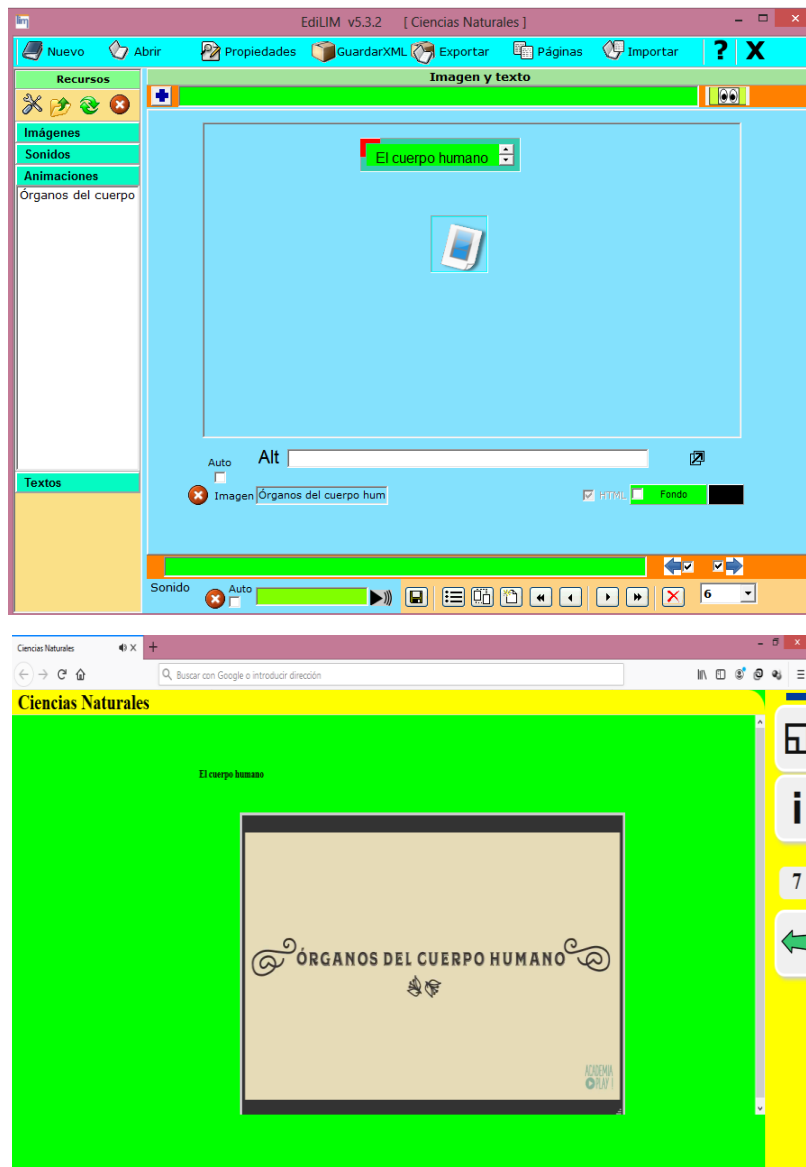 EdiLIM v5.3.2 [ Ciencias Naturales ]
Nuevo Abrir Propiedades GuardarXML Exportar Páginas Importar ? X
Recursos
Imagen y texto
Imágenes
Sonidos
Animaciones
Órganos del cuerpo
El cuerpo humano
Alt
Auto
Imagen Órganos del cuerpo hum
HTML Fondo
Textos
Sonido
Auto
6
Ciencias Naturales
Buscar con Google o introducir dirección
Ciencias Naturales
El cuerpo humano
i
7
ÓRGANOS DEL CUERPO HUMANO
ACADEMIA
PLAY !